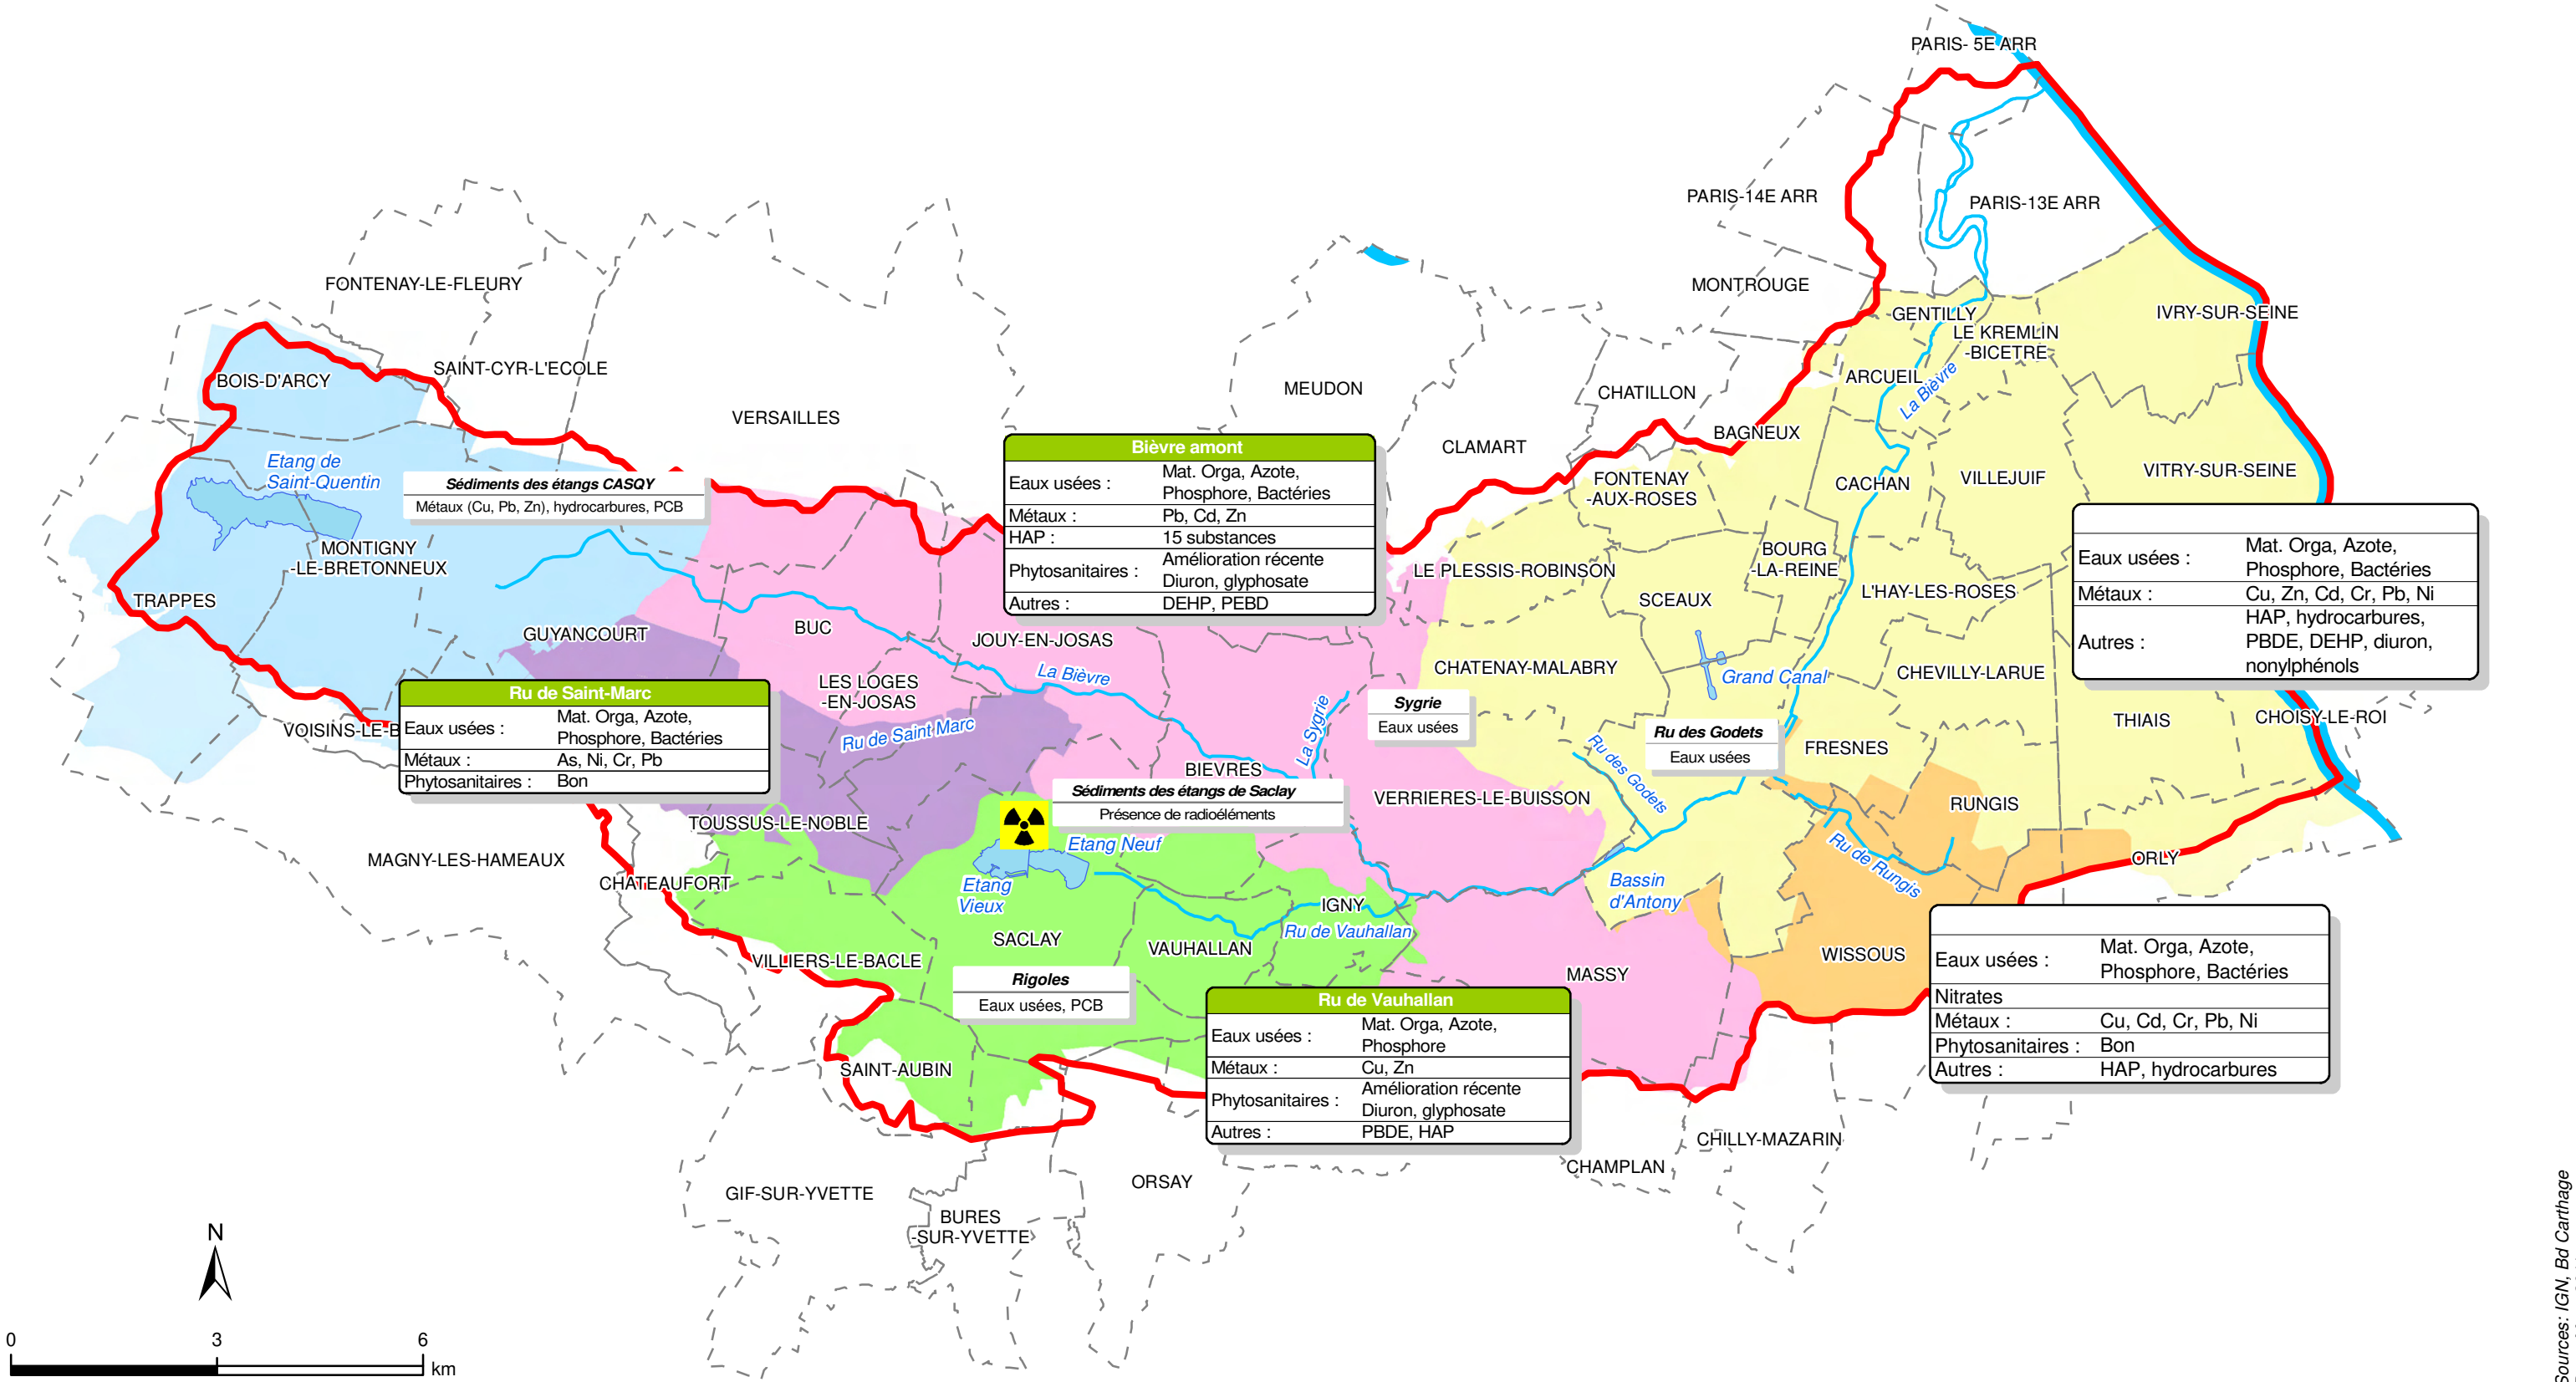 PARIS- 5E ARR
PARIS-14E ARR
PARIS-13E ARR
FONTENAY-LE-FLEURY
MONTROUGE
GENTILLY
IVRY-SUR-SEINE
LE KREMLIN
-BICETRE
SAINT-CYR-L'ECOLE
BOIS-D'ARCY
ARCUEIL
La Bièvre
MEUDON
CHATILLON
VERSAILLES
BAGNEUX
CLAMART
Etang de
Saint-Quentin
Sédiments des étangs CASQY
Métaux (Cu, Pb, Zn), hydrocarbures, PCB
Bièvre amont
Eaux usées : Mat. Orga, Azote,
Phosphore, Bactéries
Métaux : Pb, Cd, Zn
HAP : 15 substances
Phytosanitaires : Amélioration récente
Diuron, glyphosate
Autres : DEHP, PEBD
FONTENAY
-AUX-ROSES
CACHAN
VILLEJUIF
VITRY-SUR-SEINE
Eaux usées : Mat. Orga, Azote,
Phosphore, Bactéries
Métaux : Cu, Zn, Cd, Cr, Pb, Ni
Autres : HAP, hydrocarbures,
PBDE, DEHP, diuron,
nonylphénols
MONTIGNY
-LE-BRETONNEUX
TRAPPES
LE PLESSIS-ROBINSON
BOURG
-LA-REINE
L'HAY-LES-ROSES
SCEAUX
GUYANCOURT
BUC
JOUY-EN-JOSAS
La Bièvre
LES LOGES
-EN-JOSAS
CHATENAY-MALABRY
Grand Canal
CHEVILLY-LARUE
THIAIS
CHOISY-LE-ROI
VOISINS-LE-B
Ru de Saint-Marc
Eaux usées : Mat. Orga, Azote,
Phosphore, Bactéries
Métaux : As, Ni, Cr, Pb
Phytosanitaires : Bon
Ru de Saint Marc
La Sygrie
Sygrie
Eaux usées
Ru des Godets
Eaux usées
Ru des Godets
FRESNES
BIEVRES
Sédiments des étangs de Saclay
Présence de radioéléments
VERRIERES-LE-BUISSON
RUNGIS
TOUSSUS-LE-NOBLE
Etang Neuf
Etang
Vieux
MAGNY-LES-HAMEAUX
CHATEAUFORT
Ru de Rungis
ORLY
Bassin
d'Antony
IGNY
Ru de Vauhallan
SACLAY
VAUHALLAN
VILLIERS-LE-BACLE
WISSOUS
MASSY
Rigoles
Eaux usées, PCB
Eaux usées : Mat. Orga, Azote,
Phosphore, Bactéries
Nitrates
Métaux : Cu, Cd, Cr, Pb, Ni
Phytosanitaires : Bon
Autres : HAP, hydrocarbures
Ru de Vauhallan
Eaux usées : Mat. Orga, Azote,
Phosphore
Métaux : Cu, Zn
Phytosanitaires : Amélioration récente
Diuron, glyphosate
Autres : PBDE, HAP
SAINT-AUBIN
CHILLY-MAZARIN
CHAMPLAN
GIF-SUR-YVETTE
ORSAY
BURES
-SUR-YVETTE
N
0 3 6
km
Sources: IGN, Bd Carthage